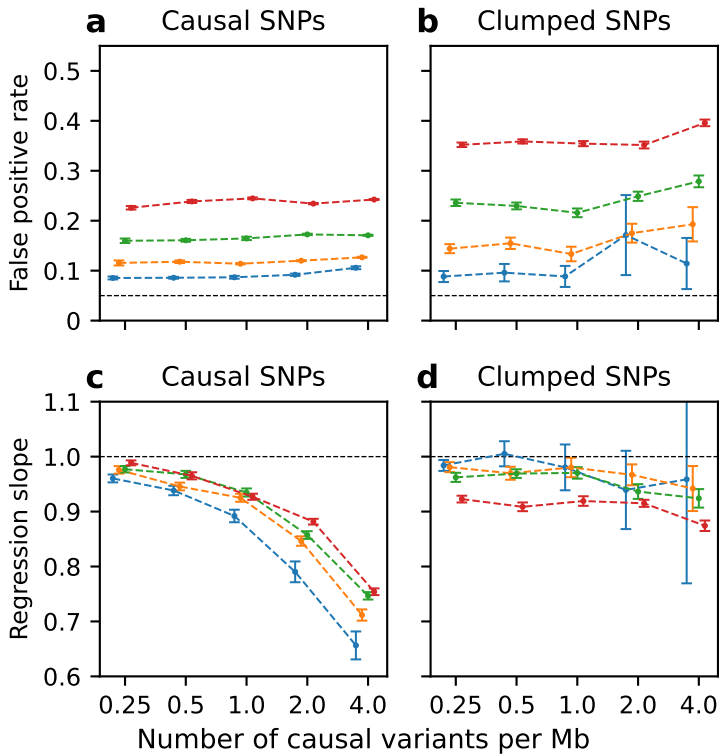 a Causal SNPs
b Clumped SNPs
False positive rate
0.5
0.4
0.3
0.2
0.1
0
c Causal SNPs
d Clumped SNPs
Regression slope
1.1
1.0
0.9
0.8
0.7
0.6
0.25 0.5 1.0 2.0 4.0
0.25 0.5 1.0 2.0 4.0
Number of causal variants per Mb